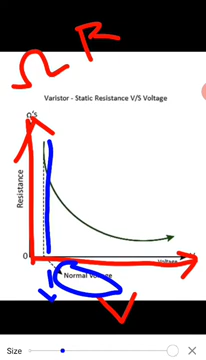 Ω R
Varistor - Static Resistance V/S Voltage
Ω's
Resistance
0
Voltage
Normal Voltage
V
Size